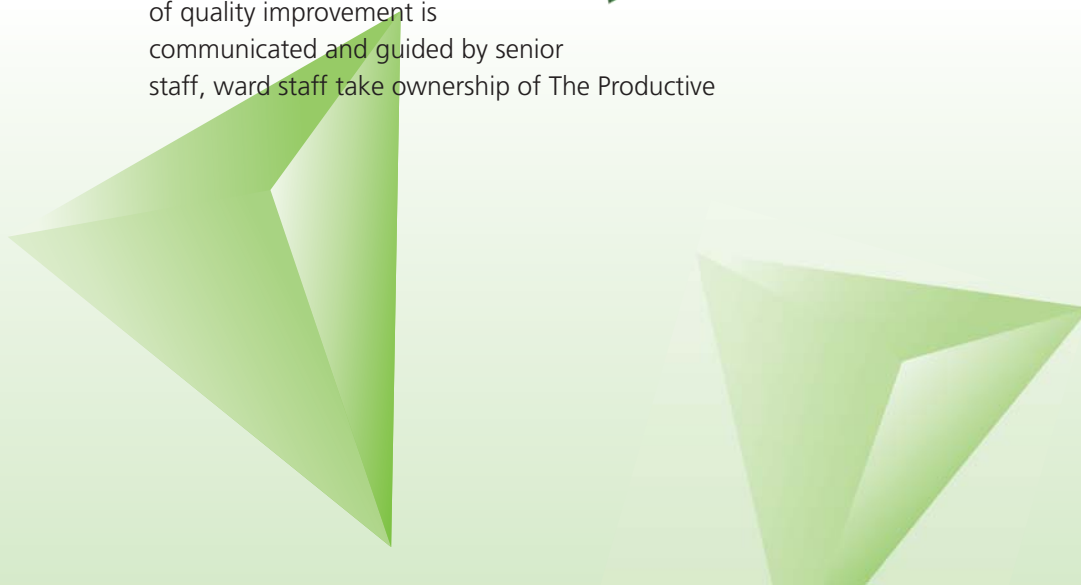 of quality improvement is
communicated and guided by senior
staff, ward staff take ownership of The Productive